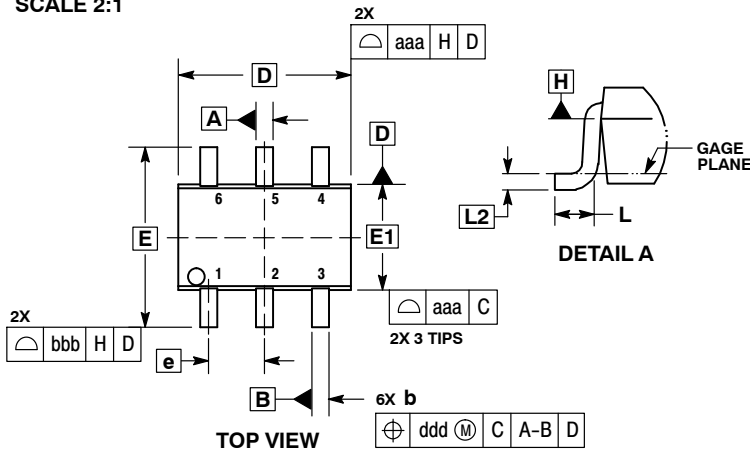 SCALE 2:1
2X
⌓ aaa H D
D
A
D
H
GAGE
PLANE
6 5 4
E
E1
L2
L
DETAIL A
1 2 3
⌓ aaa C
2X 3 TIPS
2X
⌓ bbb H D
e
B
6X b
⌖ ddd Ⓜ C A-B D
TOP VIEW